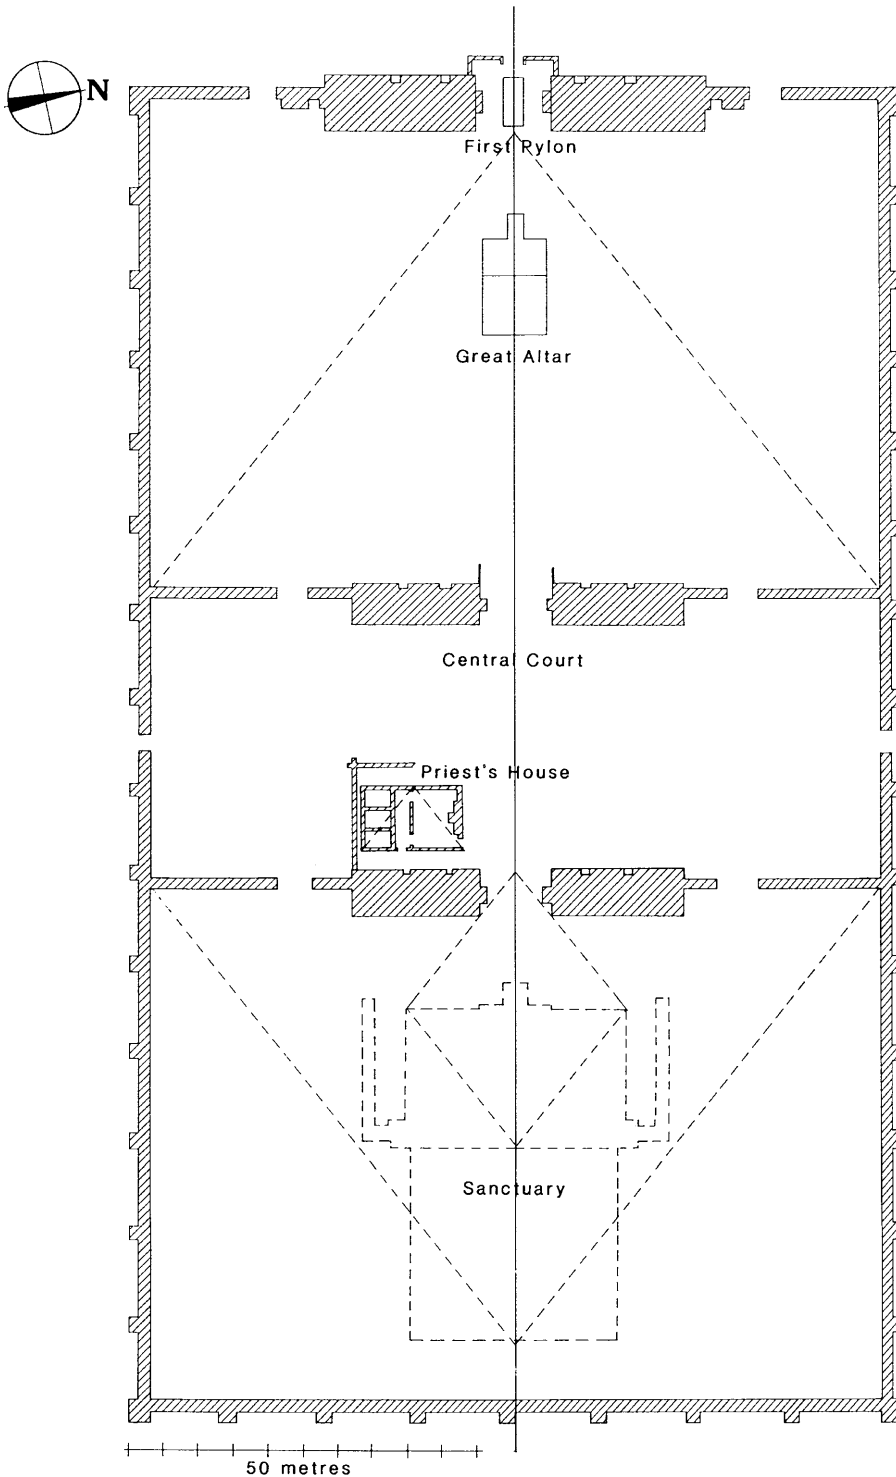 N
First Pylon
Great Altar
Central Court
Priest's House
Sanctuary
50 metres